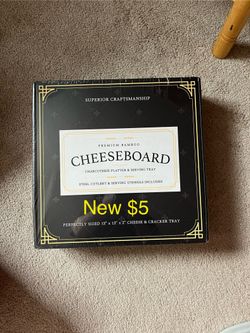 SUPERIOR CRAFTSMANSHIP
PREMIUM BAMBOO
CHEESEBOARD
CHARCUTERIE PLATTER & SERVING TRAY
STEEL CUTLERY & SERVING UTENSILS INCLUDED
New $5
PERFECTLY SIZED 13" x 13" x 2" CHEESE & CRACKER TRAY